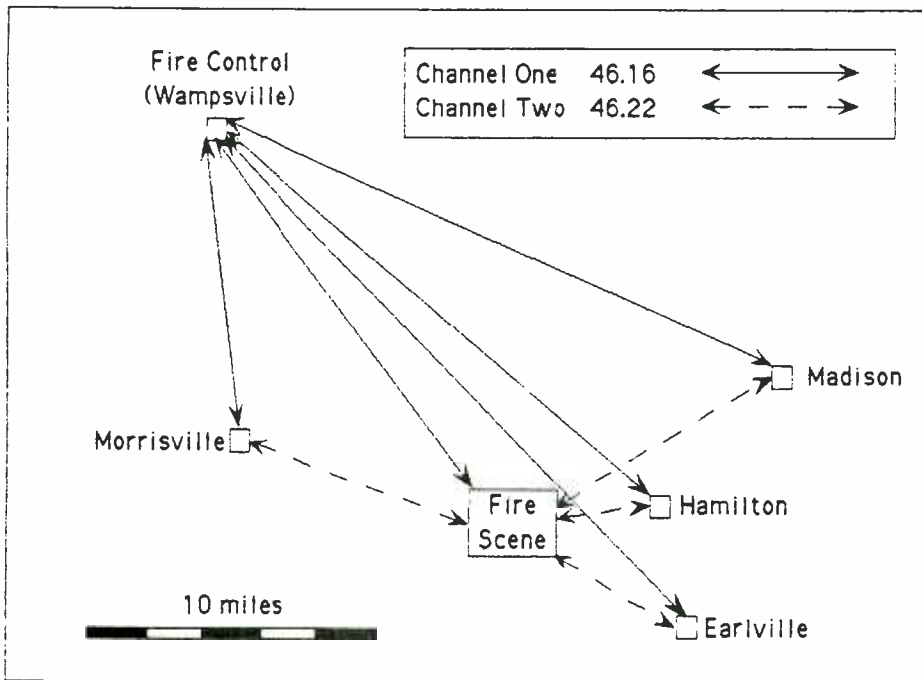 Fire Control
(Wampsville)
Channel One 46.16
Channel Two 46.22
Madison
Morrisville
Fire
Scene
Hamilton
10 miles
Earlville